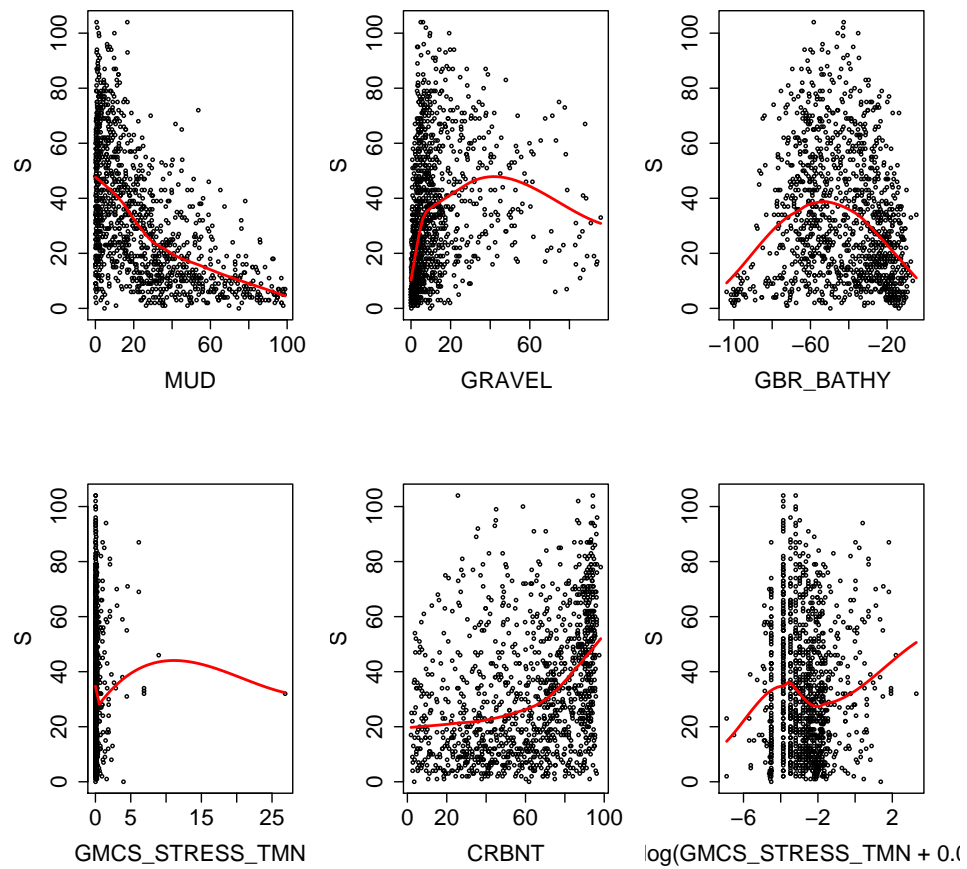 S
0 20 40 60 80 100
0 20 60 100
MUD
S
0 20 40 60 80 100
0 20 60
GRAVEL
S
0 20 40 60 80 100
−100 −60 −20
GBR_BATHY
S
0 20 40 60 80 100
0 5 15 25
GMCS_STRESS_TMN
S
0 20 40 60 80 100
0 20 60 100
CRBNT
S
0 20 40 60 80 100
−6 −4 −2 0 2
log(GMCS_STRESS_TMN + 0.0